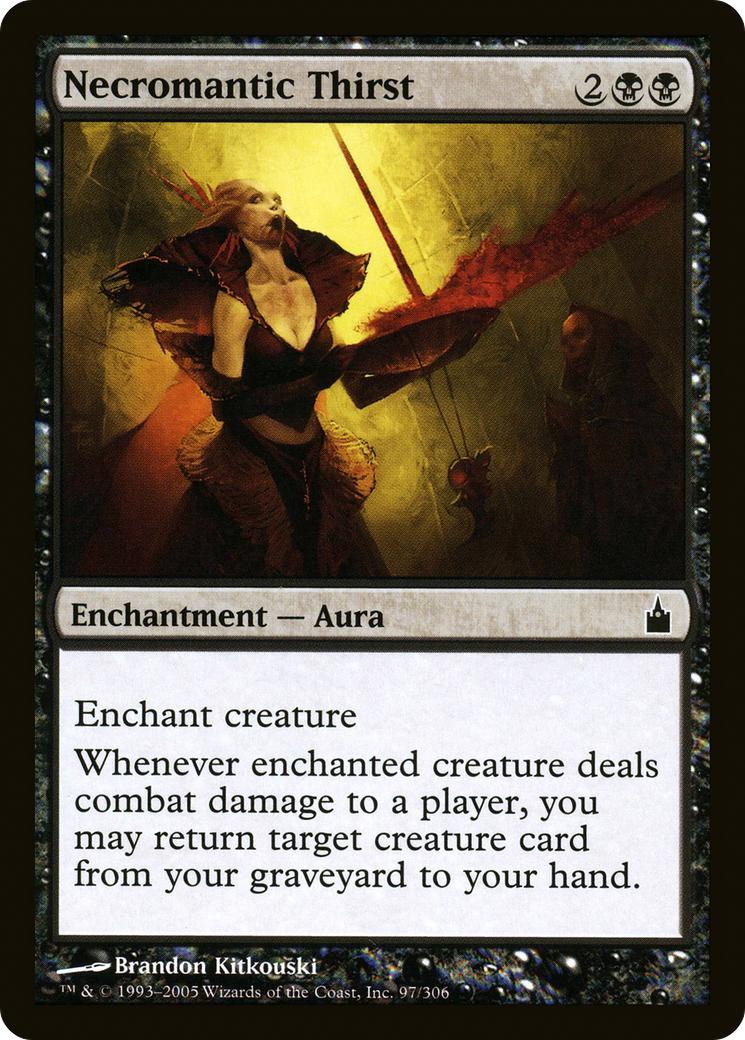 Necromantic Thirst 2
Enchantment — Aura
Enchant creature
Whenever enchanted creature deals
combat damage to a player, you
may return target creature card
from your graveyard to your hand.
Brandon Kitkouski
™ & © 1993–2005 Wizards of the Coast, Inc. 97/306